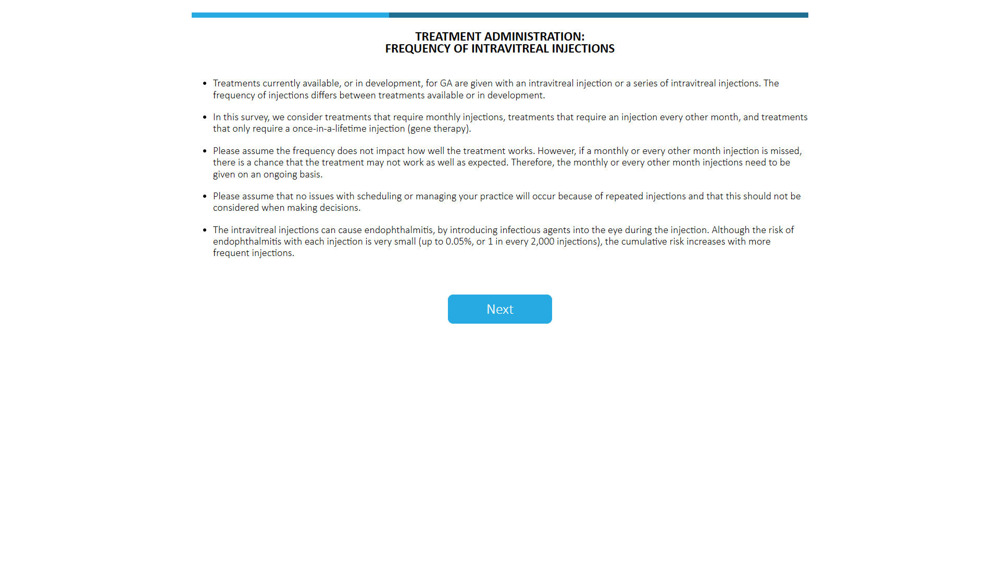 TREATMENT ADMINISTRATION:
FREQUENCY OF INTRAVITREAL INJECTIONS
• Treatments currently available, or in development, for GA are given with an intravitreal injection or a series of intravitreal injections. The
frequency of injections differs between treatments available or in development.
• In this survey, we consider treatments that require monthly injections, treatments that require an injection every other month, and treatments
that only require a once-in-a-lifetime injection (gene therapy).
• Please assume the frequency does not impact how well the treatment works. However, if a monthly or every other month injection is missed,
there is a chance that the treatment may not work as well as expected. Therefore, the monthly or every other month injections need to be
given on an ongoing basis.
• Please assume that no issues with scheduling or managing your practice will occur because of repeated injections and that this should not be
considered when making decisions.
• The intravitreal injections can cause endophthalmitis, by introducing infectious agents into the eye during the injection. Although the risk of
endophthalmitis with each injection is very small (up to 0.05%, or 1 in every 2,000 injections), the cumulative risk increases with more
frequent injections.
Next